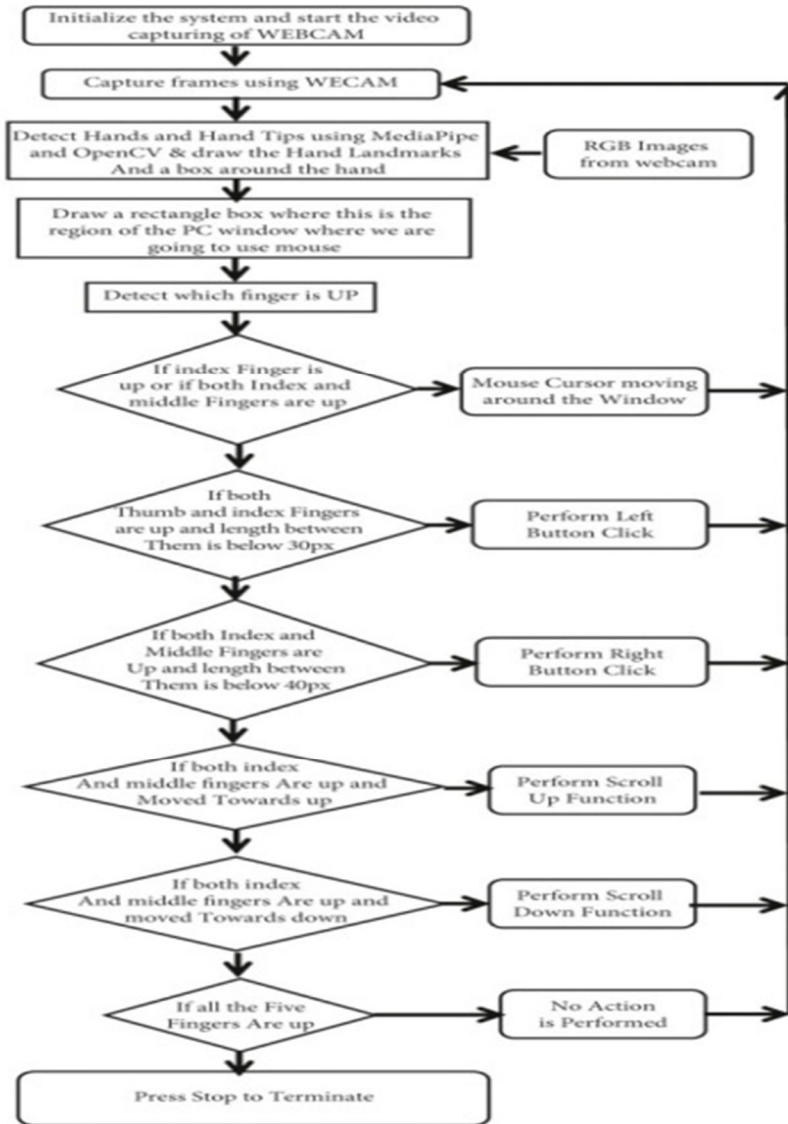 Initialize the system and start the video
capturing of WEBCAM
Capture frames using WECAM
Detect Hands and Hand Tips using MediaPipe
and OpenCV & draw the Hand Landmarks
And a box around the hand
RGB Images
from webcam
Draw a rectangle box where this is the
region of the PC window where we are
going to use mouse
Detect which finger is UP
If index Finger is
up or if both Index and
middle Fingers are up
Mouse Cursor moving
around the Window
If both
Thumb and index Fingers
are up and length between
Them is below 30px
Perform Left
Button Click
If both Index and
Middle Fingers are
Up and length between
Them is below 40px
Perform Right
Button Click
If both index
And middle fingers Are up and
Moved Towards up
Perform Scroll
Up Function
If both index
And middle fingers Are up and
moved Towards down
Perform Scroll
Down Function
If all the Five
Fingers Are up
No Action
is Performed
Press Stop to Terminate